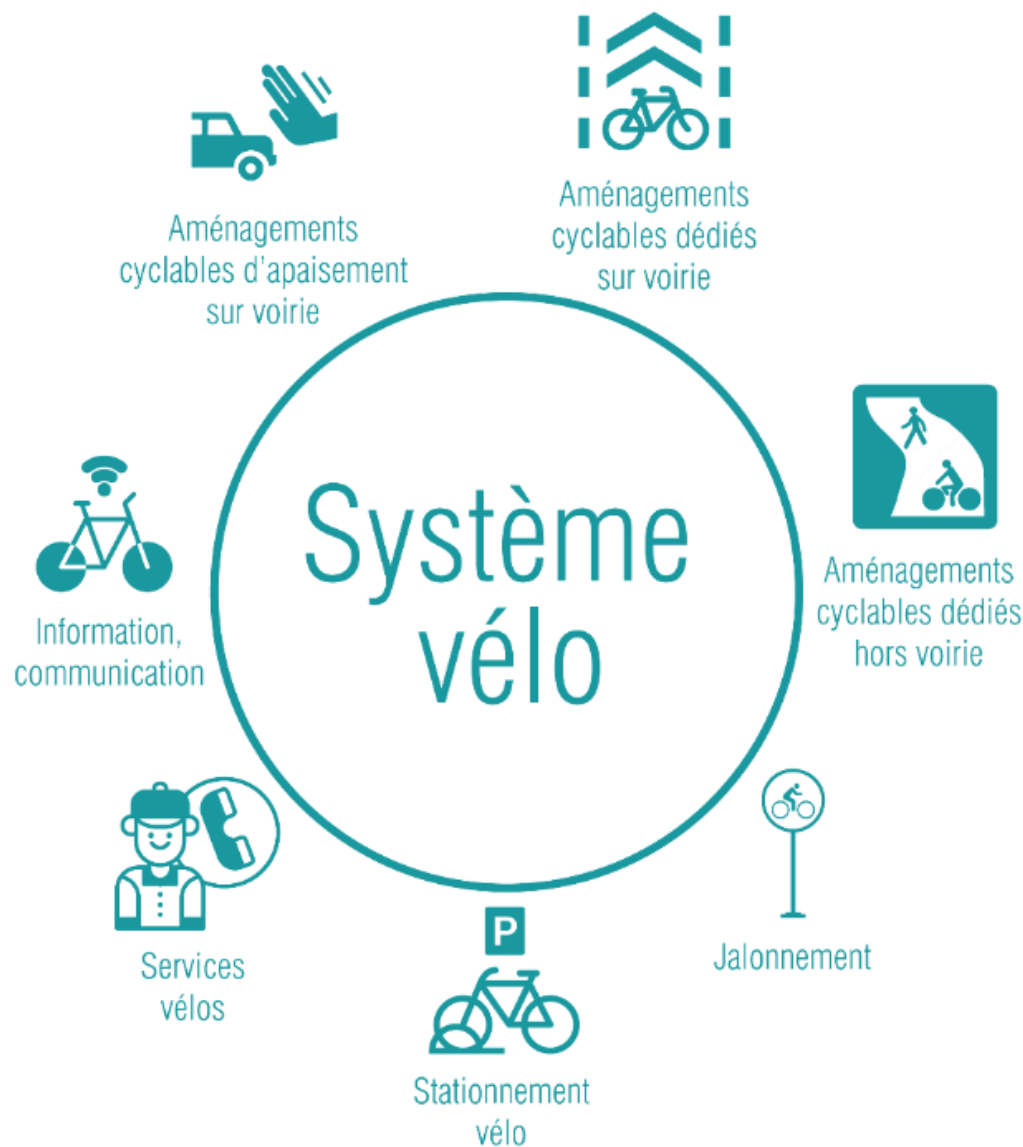 Aménagements
cyclables dédiés
sur voirie
Aménagements
cyclables d'apaisement
sur voirie
Système
vélo
Aménagements
cyclables dédiés
hors voirie
Information,
communication
Jalonnement
Services
vélos
P
Stationnement
vélo